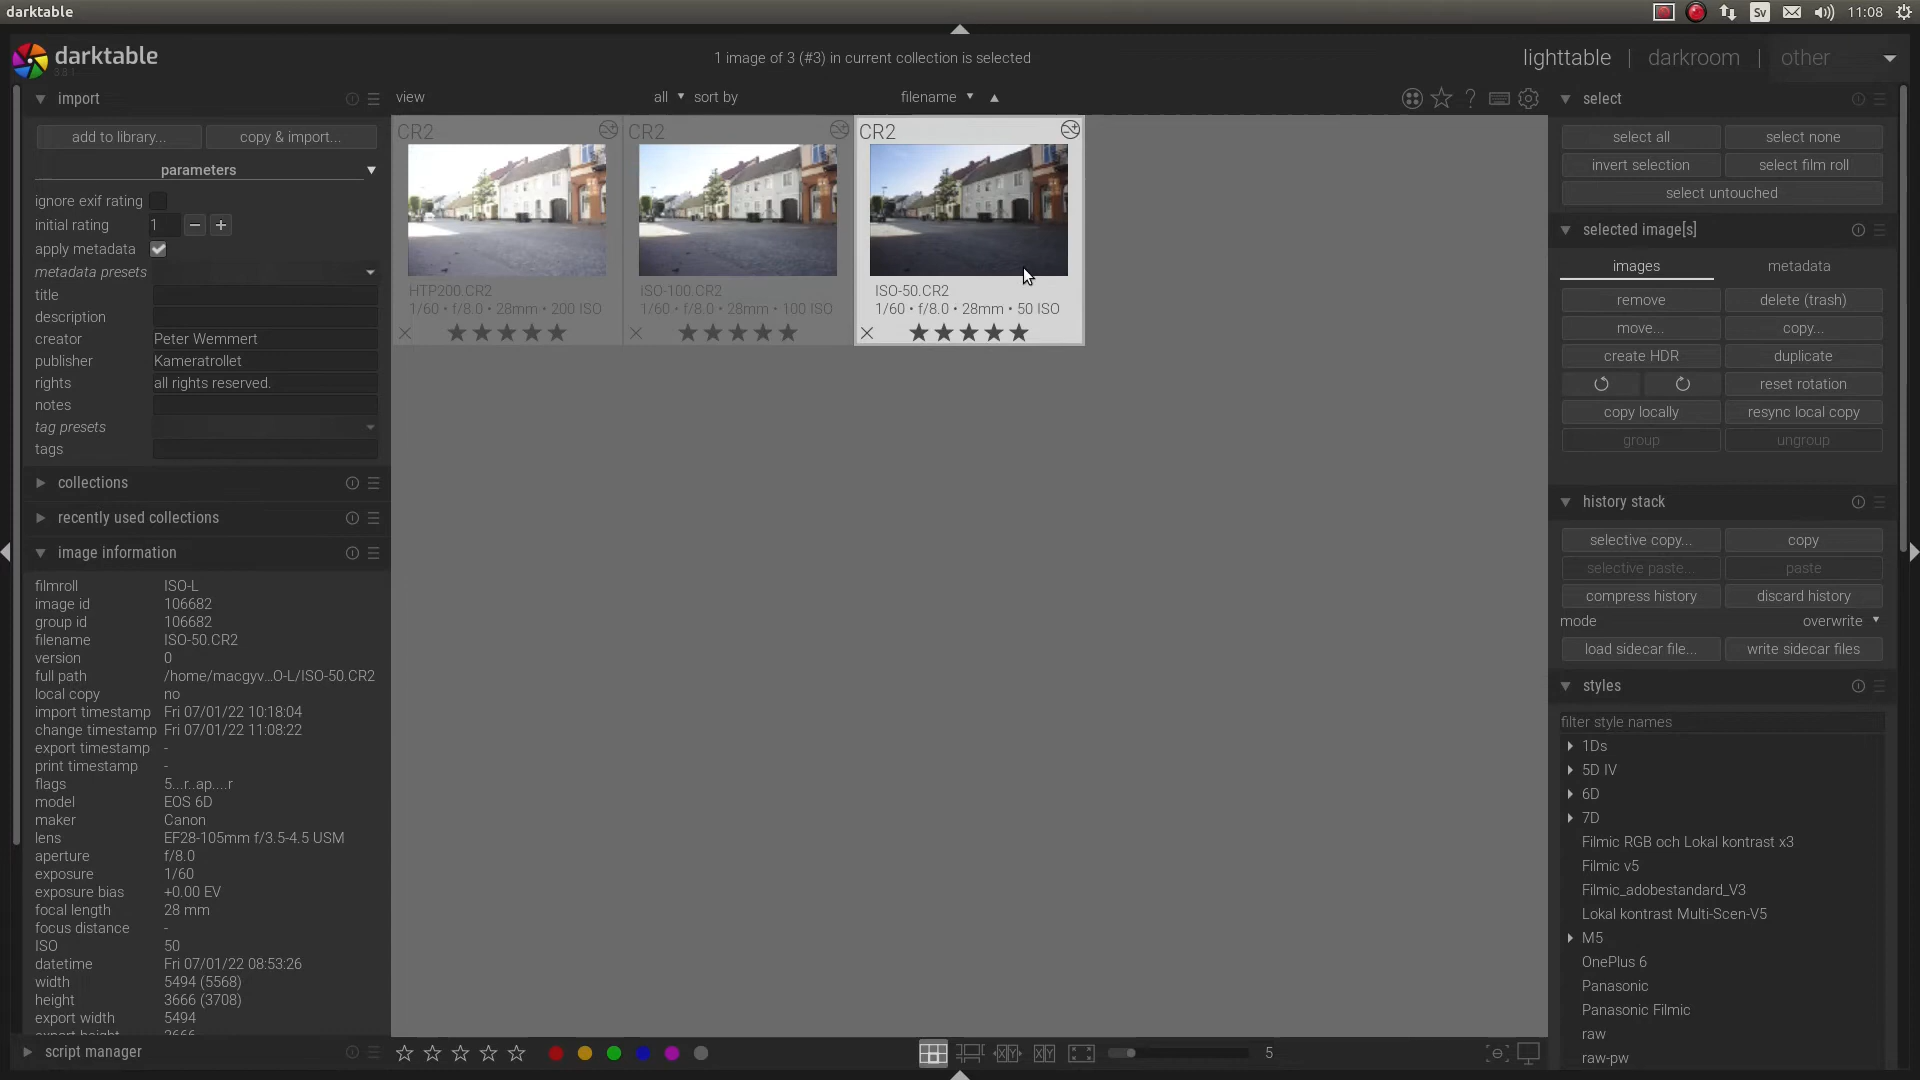 darktable
Sv 11:08
darktable
3.8.1
1 image of 3 (#3) in current collection is selected
lighttable | darkroom | other
import
view all sort by filename
select
add to library... copy & import...
parameters
ignore exif rating
initial rating 1
apply metadata
metadata presets
title
description
creator Peter Wemmert
publisher Kameratrollet
rights all rights reserved.
notes
tag presets
tags
collections
recently used collections
image information
filmroll ISO-L
image id 106682
group id 106682
filename ISO-50.CR2
version 0
full path /home/macgyv...O-L/ISO-50.CR2
local copy no
import timestamp Fri 07/01/22 10:18:04
change timestamp Fri 07/01/22 11:08:22
export timestamp -
print timestamp -
flags 5...r..ap....r
model EOS 6D
maker Canon
lens EF28-105mm f/3.5-4.5 USM
aperture f/8.0
exposure 1/60
exposure bias +0.00 EV
focal length 28 mm
focus distance -
ISO 50
datetime Fri 07/01/22 08:53:26
width 5494 (5568)
height 3666 (3708)
export width 5494
export height 3666
script manager
CR2 CR2 CR2
HTP200.CR2 ISO-100.CR2 ISO-50.CR2
1/60 • f/8.0 • 28mm • 200 ISO 1/60 • f/8.0 • 28mm • 100 ISO 1/60 • f/8.0 • 28mm • 50 ISO
5
select all select none
invert selection select film roll
select untouched
selected image[s]
images metadata
remove delete (trash)
move... copy...
create HDR duplicate
reset rotation
copy locally resync local copy
group ungroup
history stack
selective copy... copy
selective paste... paste
compress history discard history
mode overwrite
load sidecar file... write sidecar files
styles
filter style names
1Ds
5D IV
6D
7D
Filmic RGB och Lokal kontrast x3
Filmic v5
Filmic_adobestandard_V3
Lokal kontrast Multi-Scen-V5
M5
OnePlus 6
Panasonic
Panasonic Filmic
raw
raw-pw